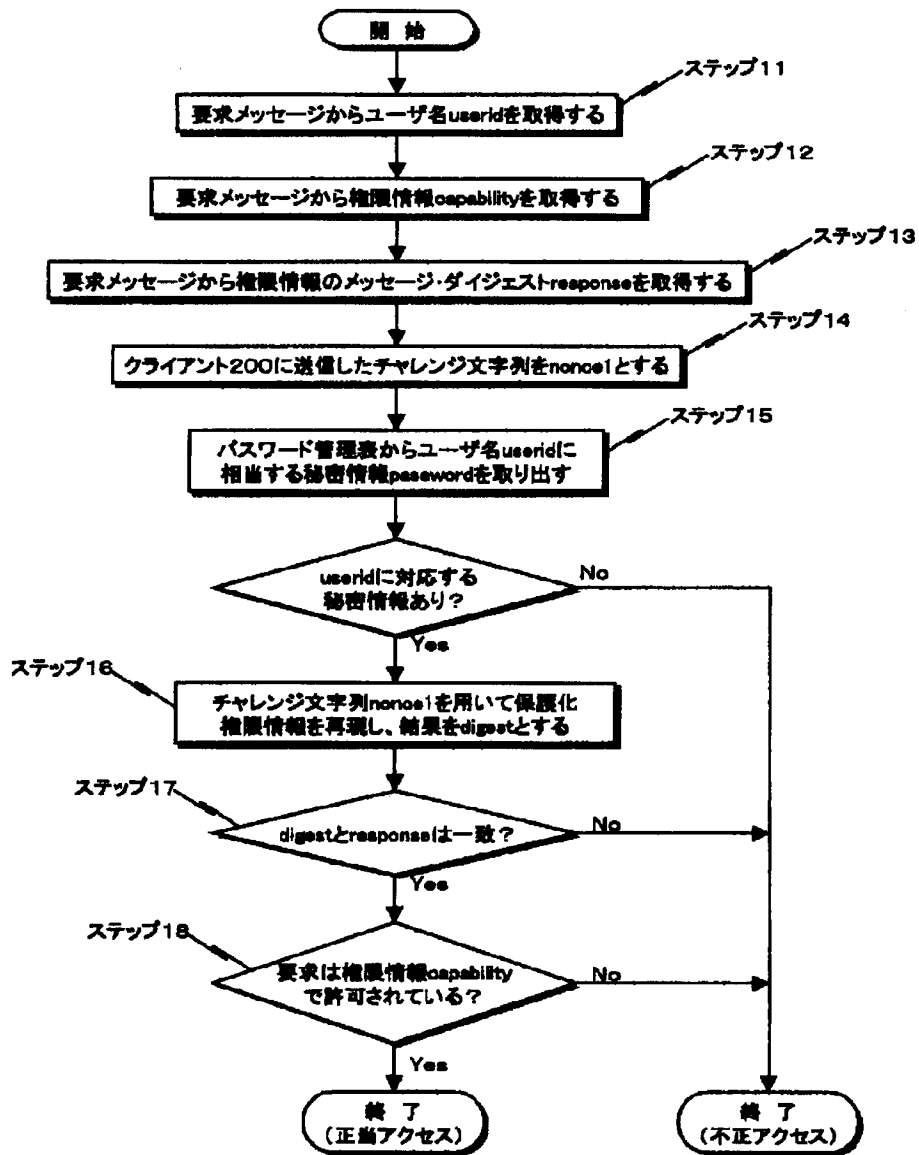 開 始
ステップ11
要求メッセージからユーザ名useridを取得する
ステップ12
要求メッセージから権限情報capabilityを取得する
ステップ13
要求メッセージから権限情報のメッセージ・ダイジェストresponseを取得する
ステップ14
クライアント200に送信したチャレンジ文字列をnonce1とする
ステップ15
パスワード管理表からユーザ名useridに
相当する秘密情報passwordを取り出す
useridに対応する
秘密情報あり?
No
Yes
ステップ16
チャレンジ文字列nonce1を用いて保護化
権限情報を再現し、結果をdigestとする
ステップ17
digestとresponseは一致?
No
Yes
ステップ18
要求は権限情報capability
で許可されている?
No
Yes
終 了
(正当アクセス)
終 了
(不正アクセス)